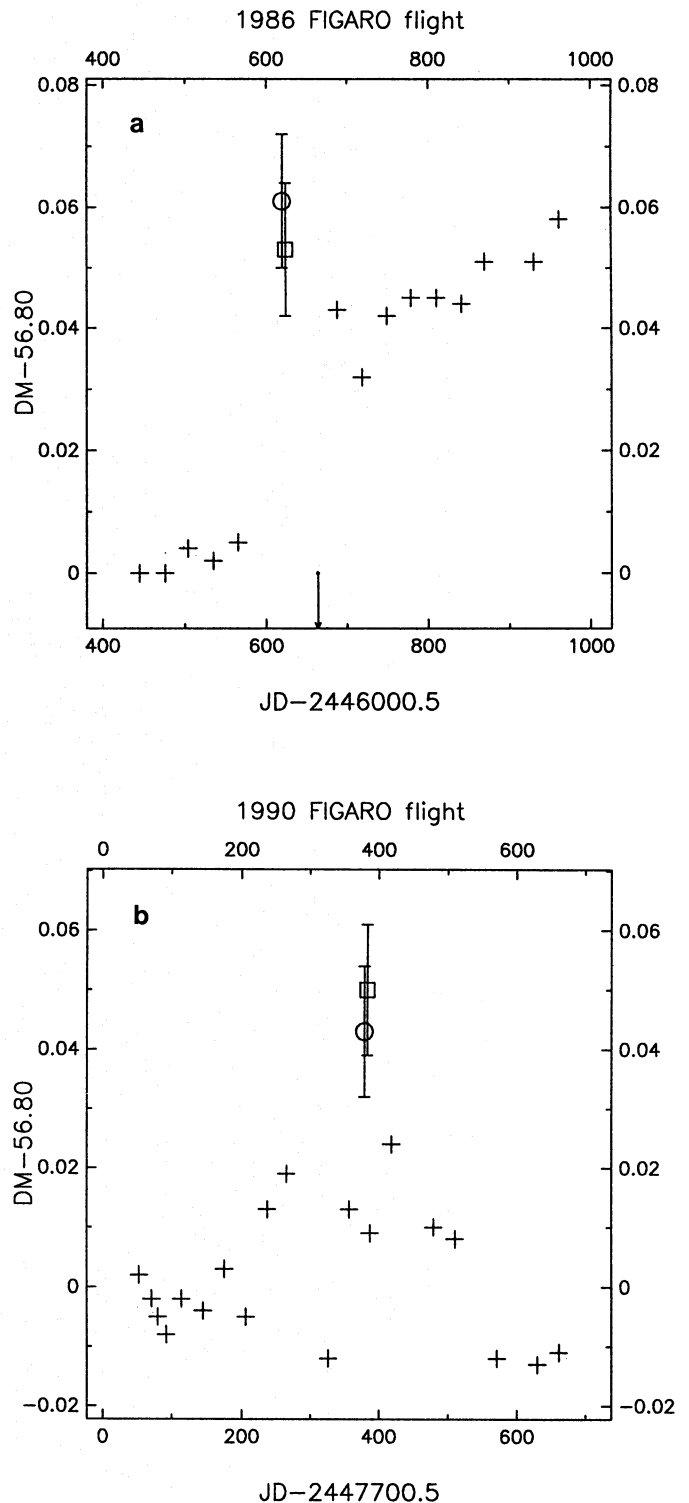 1986 FIGARO flight
400 600 800 1000
a
0.08 0.08
0.06 0.06
0.04 0.04
0.02 0.02
0 0
DM−56.80
400 600 800 1000
JD−2446000.5
1990 FIGARO flight
0 200 400 600
b
0.06 0.06
0.04 0.04
0.02 0.02
0 0
−0.02 −0.02
DM−56.80
0 200 400 600
JD−2447700.5